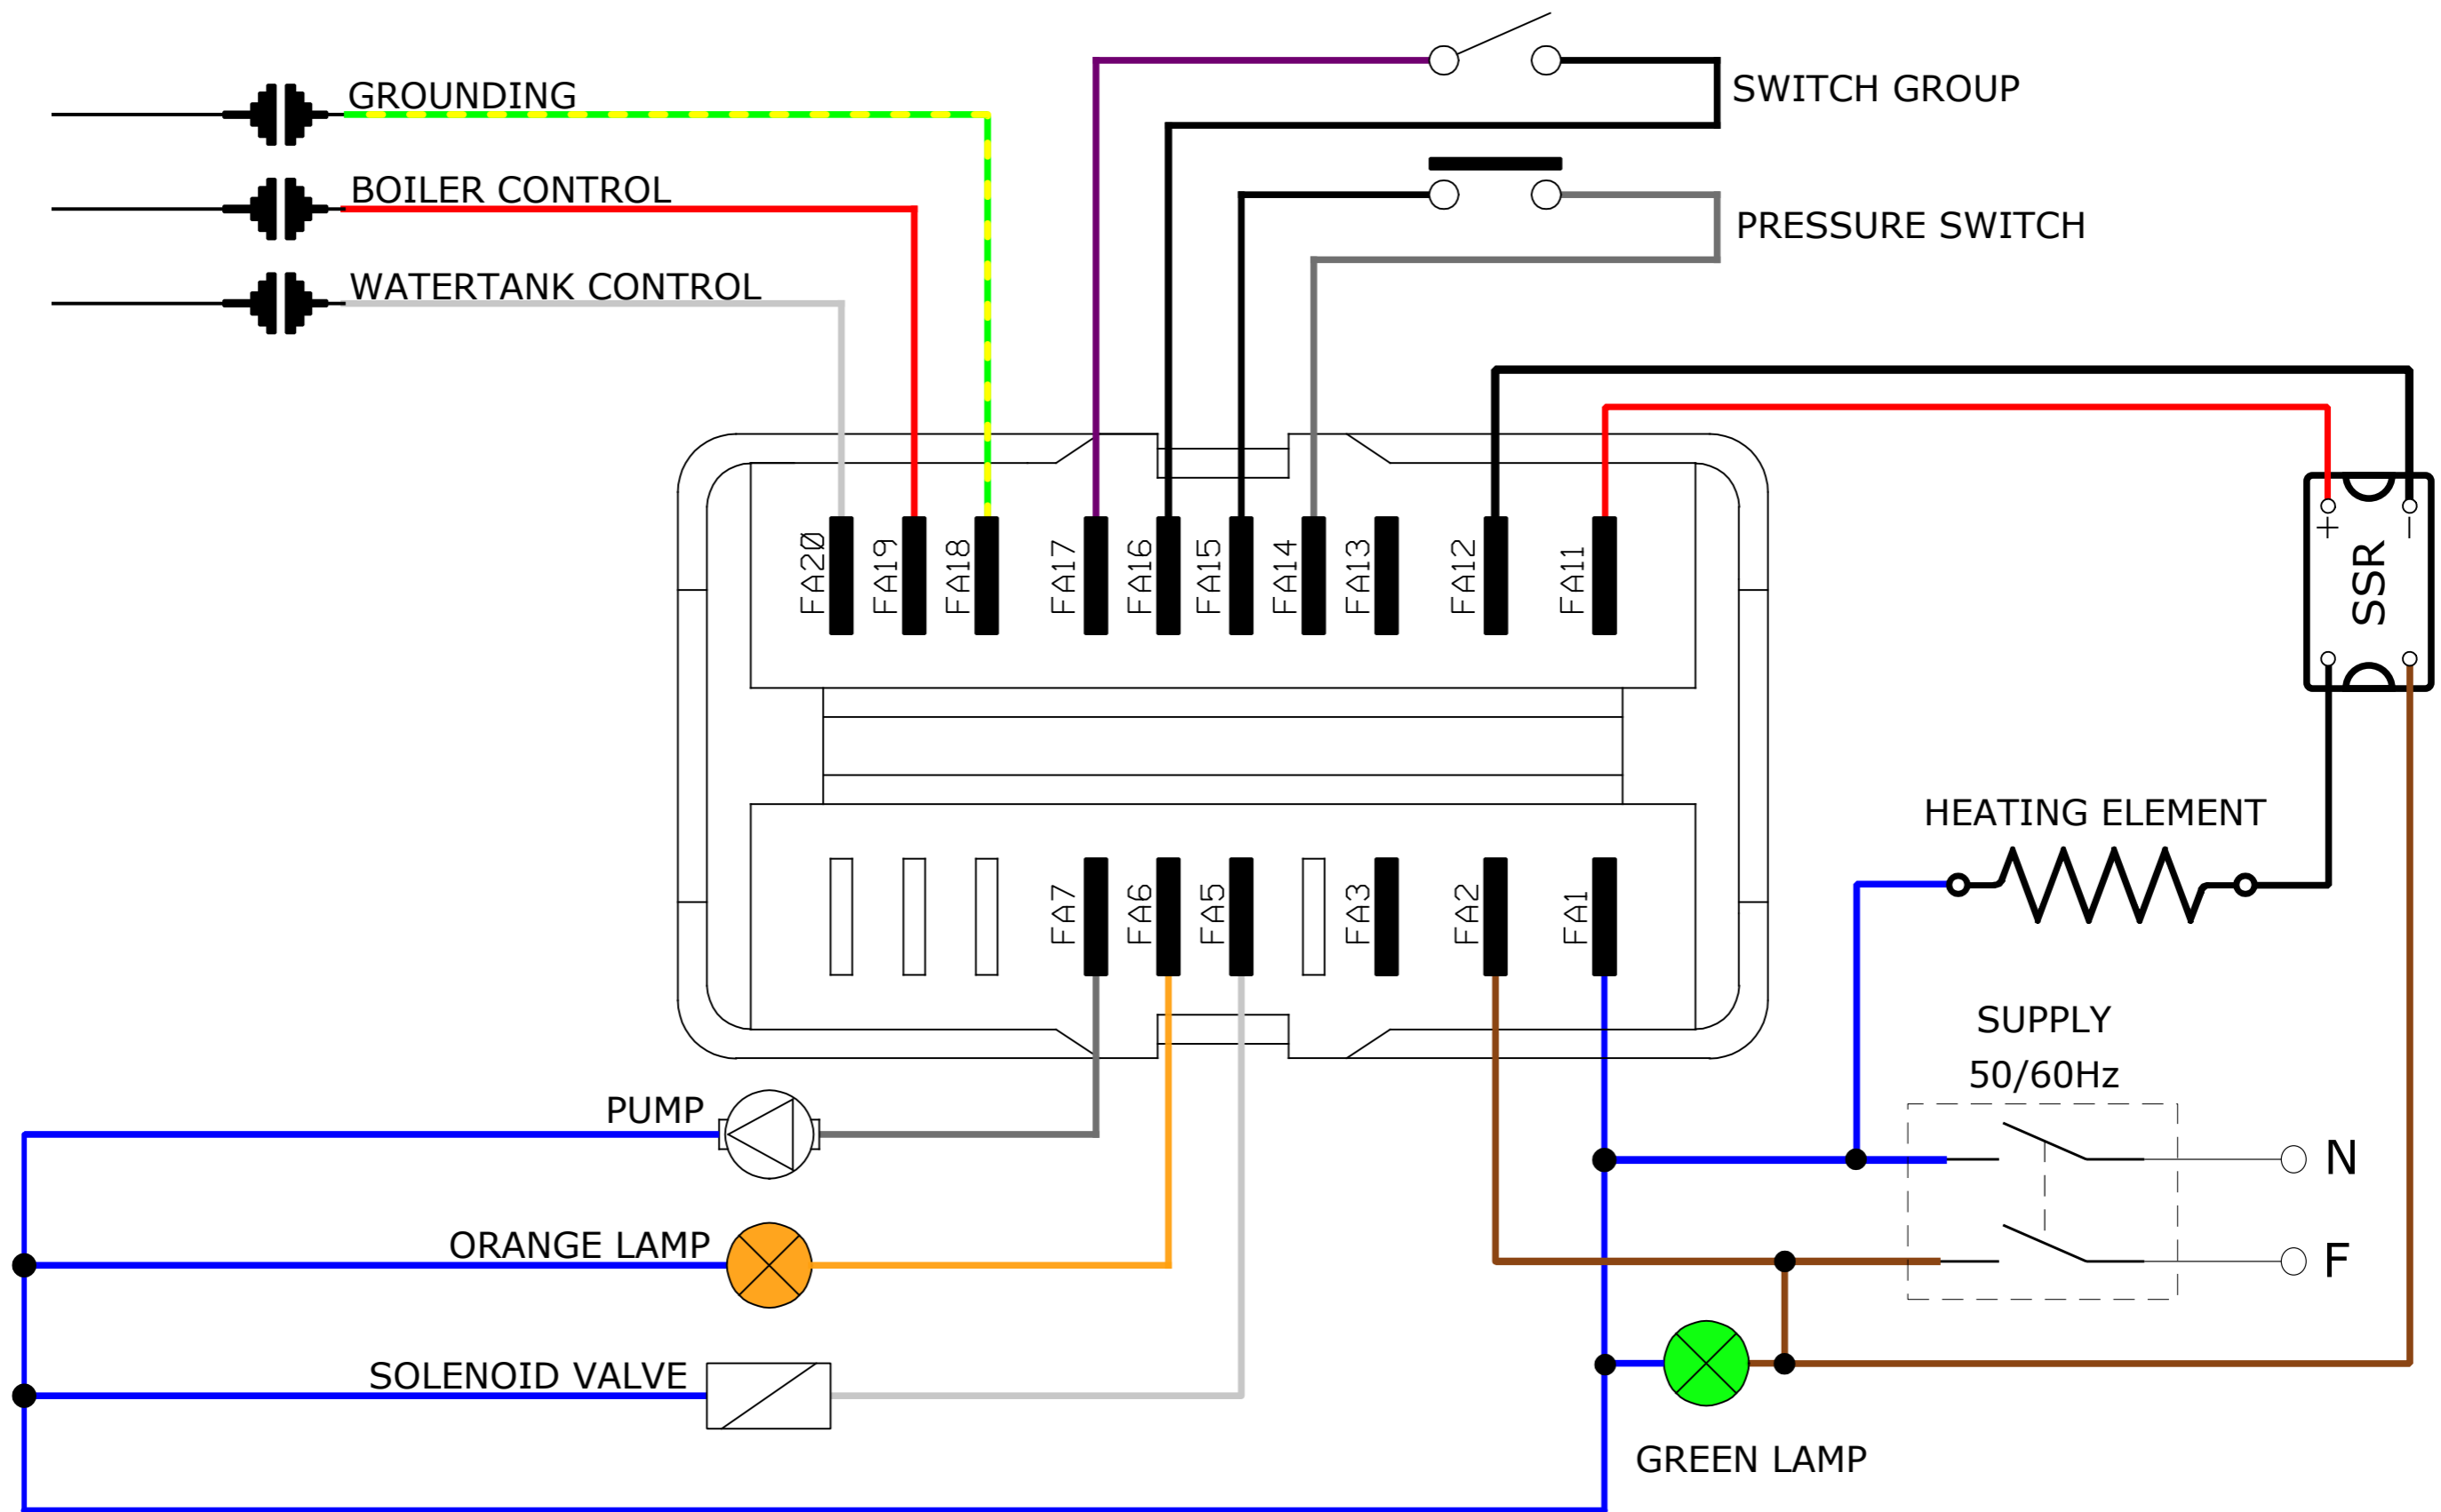 GROUNDING
SWITCH GROUP
BOILER CONTROL
PRESSURE SWITCH
WATERTANK CONTROL
FA20
FA19
FA18
FA17
FA16
FA15
FA14
FA13
FA12
FA11
+
−
SSR
HEATING ELEMENT
FA7
FA6
FA5
FA3
FA2
FA1
SUPPLY
50/60Hz
PUMP
N
ORANGE LAMP
F
SOLENOID VALVE
GREEN LAMP